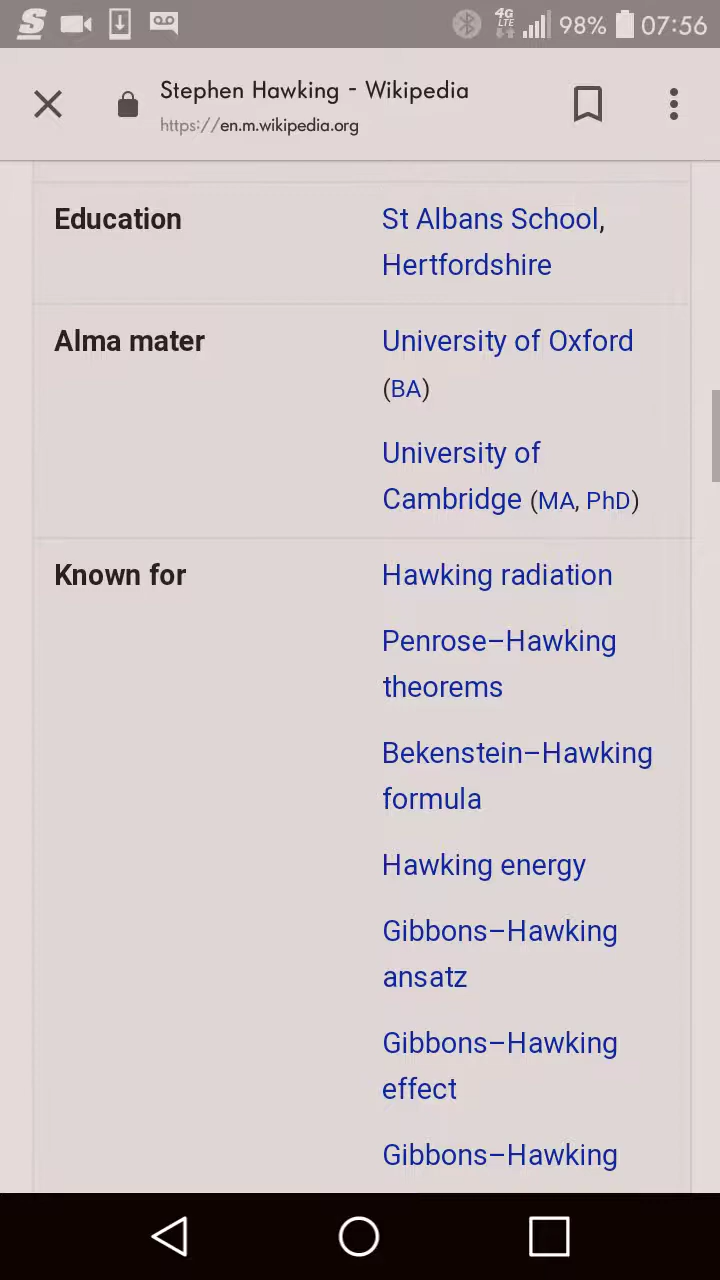 4G
LTE
98% 07:56
Stephen Hawking - Wikipedia
https://en.m.wikipedia.org
Education
St Albans School,
Hertfordshire
Alma mater
University of Oxford
(BA)
University of
Cambridge (MA, PhD)
Known for
Hawking radiation
Penrose–Hawking
theorems
Bekenstein–Hawking
formula
Hawking energy
Gibbons–Hawking
ansatz
Gibbons–Hawking
effect
Gibbons–Hawking